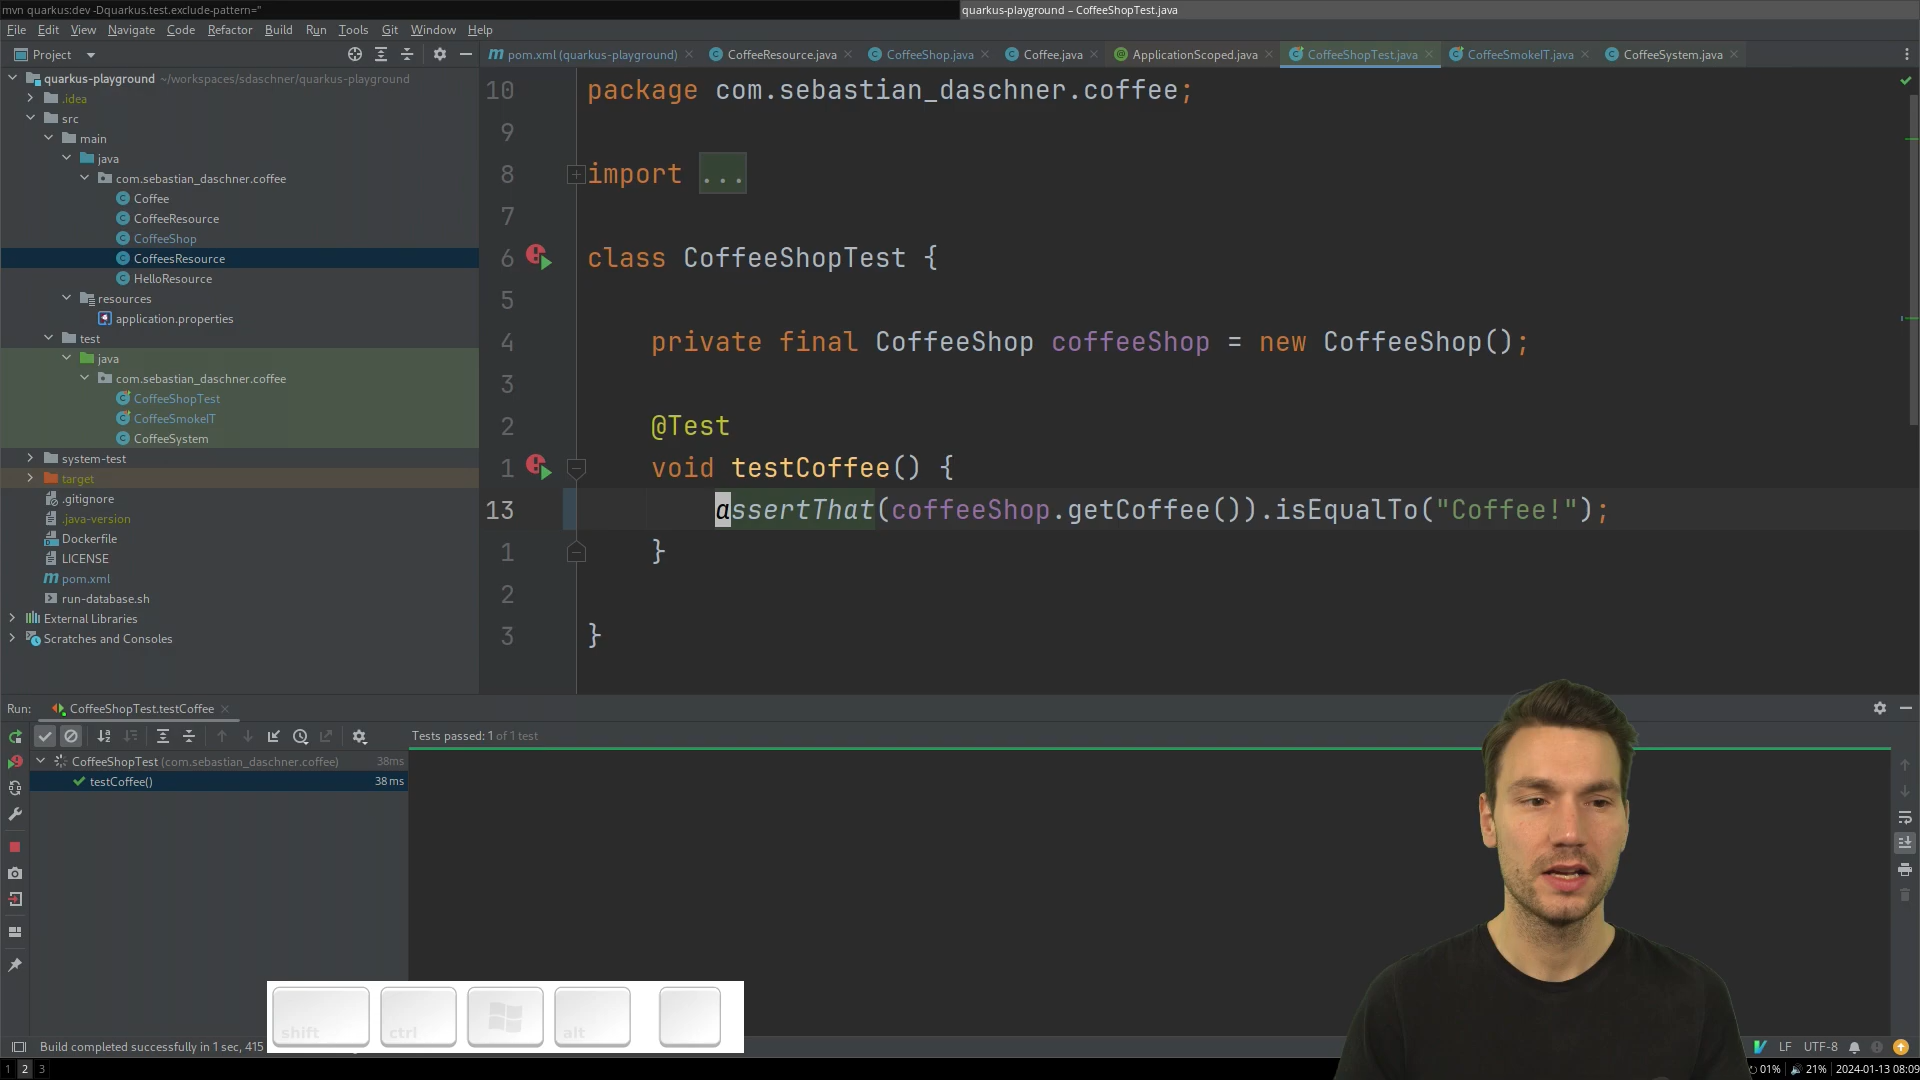 mvn quarkus:dev -Dquarkus.test.exclude-pattern=''
quarkus-playground – CoffeeShopTest.java
File Edit View Navigate Code Refactor Build Run Tools Git Window Help
Project
pom.xml (quarkus-playground) CoffeeResource.java CoffeeShop.java Coffee.java ApplicationScoped.java CoffeeShopTest.java CoffeeSmokeIT.java CoffeeSystem.java
quarkus-playground ~/workspaces/sdaschner/quarkus-playground
.idea
src
main
java
com.sebastian_daschner.coffee
Coffee
CoffeeResource
CoffeeShop
CoffeesResource
HelloResource
resources
application.properties
test
java
com.sebastian_daschner.coffee
CoffeeShopTest
CoffeeSmokeIT
CoffeeSystem
system-test
target
.gitignore
.java-version
Dockerfile
LICENSE
pom.xml
run-database.sh
External Libraries
Scratches and Consoles
10 package com.sebastian_daschner.coffee;
9
8 import ...
7
6 class CoffeeShopTest {
5
4 private final CoffeeShop coffeeShop = new CoffeeShop();
3
2 @Test
1 void testCoffee() {
13 assertThat(coffeeShop.getCoffee()).isEqualTo("Coffee!");
1 }
2
3 }
Run: CoffeeShopTest.testCoffee
Tests passed: 1 of 1 test
CoffeeShopTest (com.sebastian_daschner.coffee) 38ms
testCoffee() 38ms
shift ctrl alt
Build completed successfully in 1 sec, 415
LF UTF-8
1 2 3
01% 21% 2024-01-13 08:09